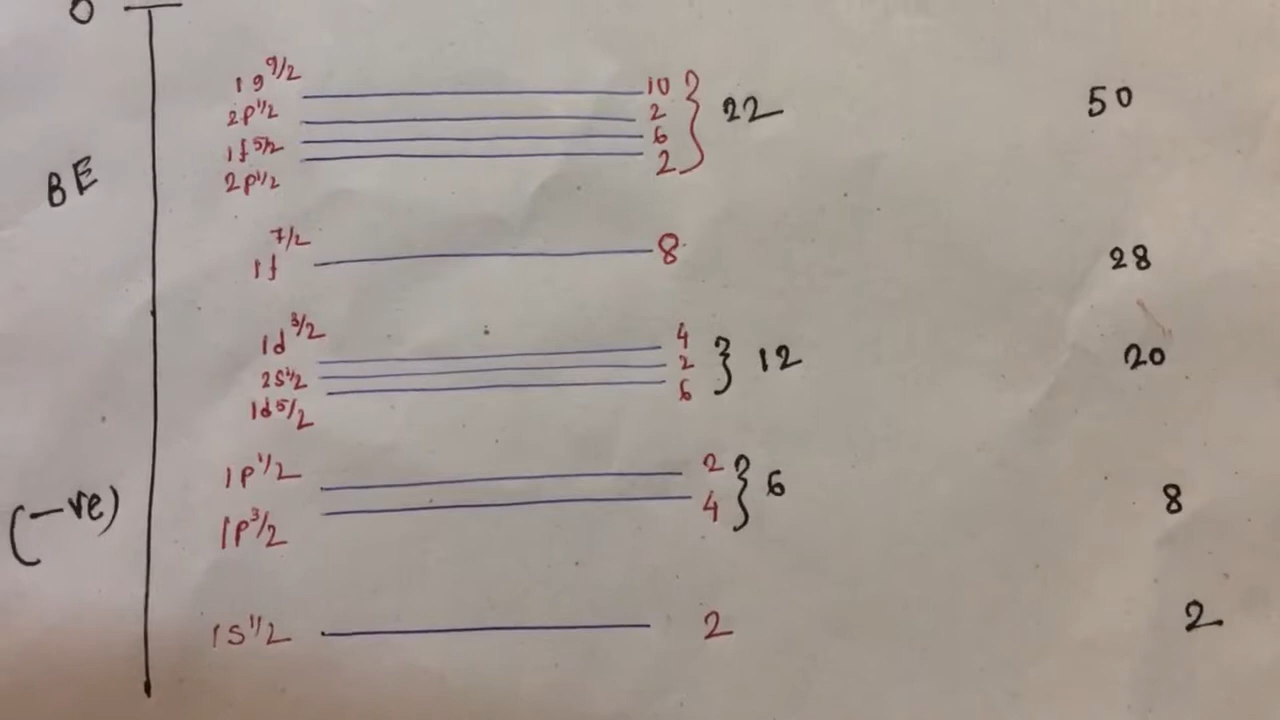 0
1g 9/2 10
2p 1/2 2 } 22 50
1f 5/2 6
2p 1/2 2
BE
1f 7/2 8 28
1d 3/2 4
2s 1/2 2 } 12 20
1d 5/2 6
1p 1/2 2 } 6
(-ve) 1p 3/2 4 8
1s 1/2 2 2